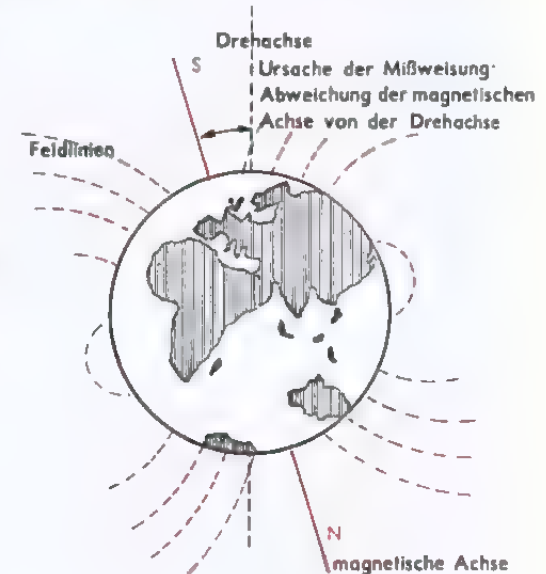 Drehachse
S
Ursache der Mißweisung:
Abweichung der magnetischen
Achse von der Drehachse
Feldlinien
N
magnetische Achse